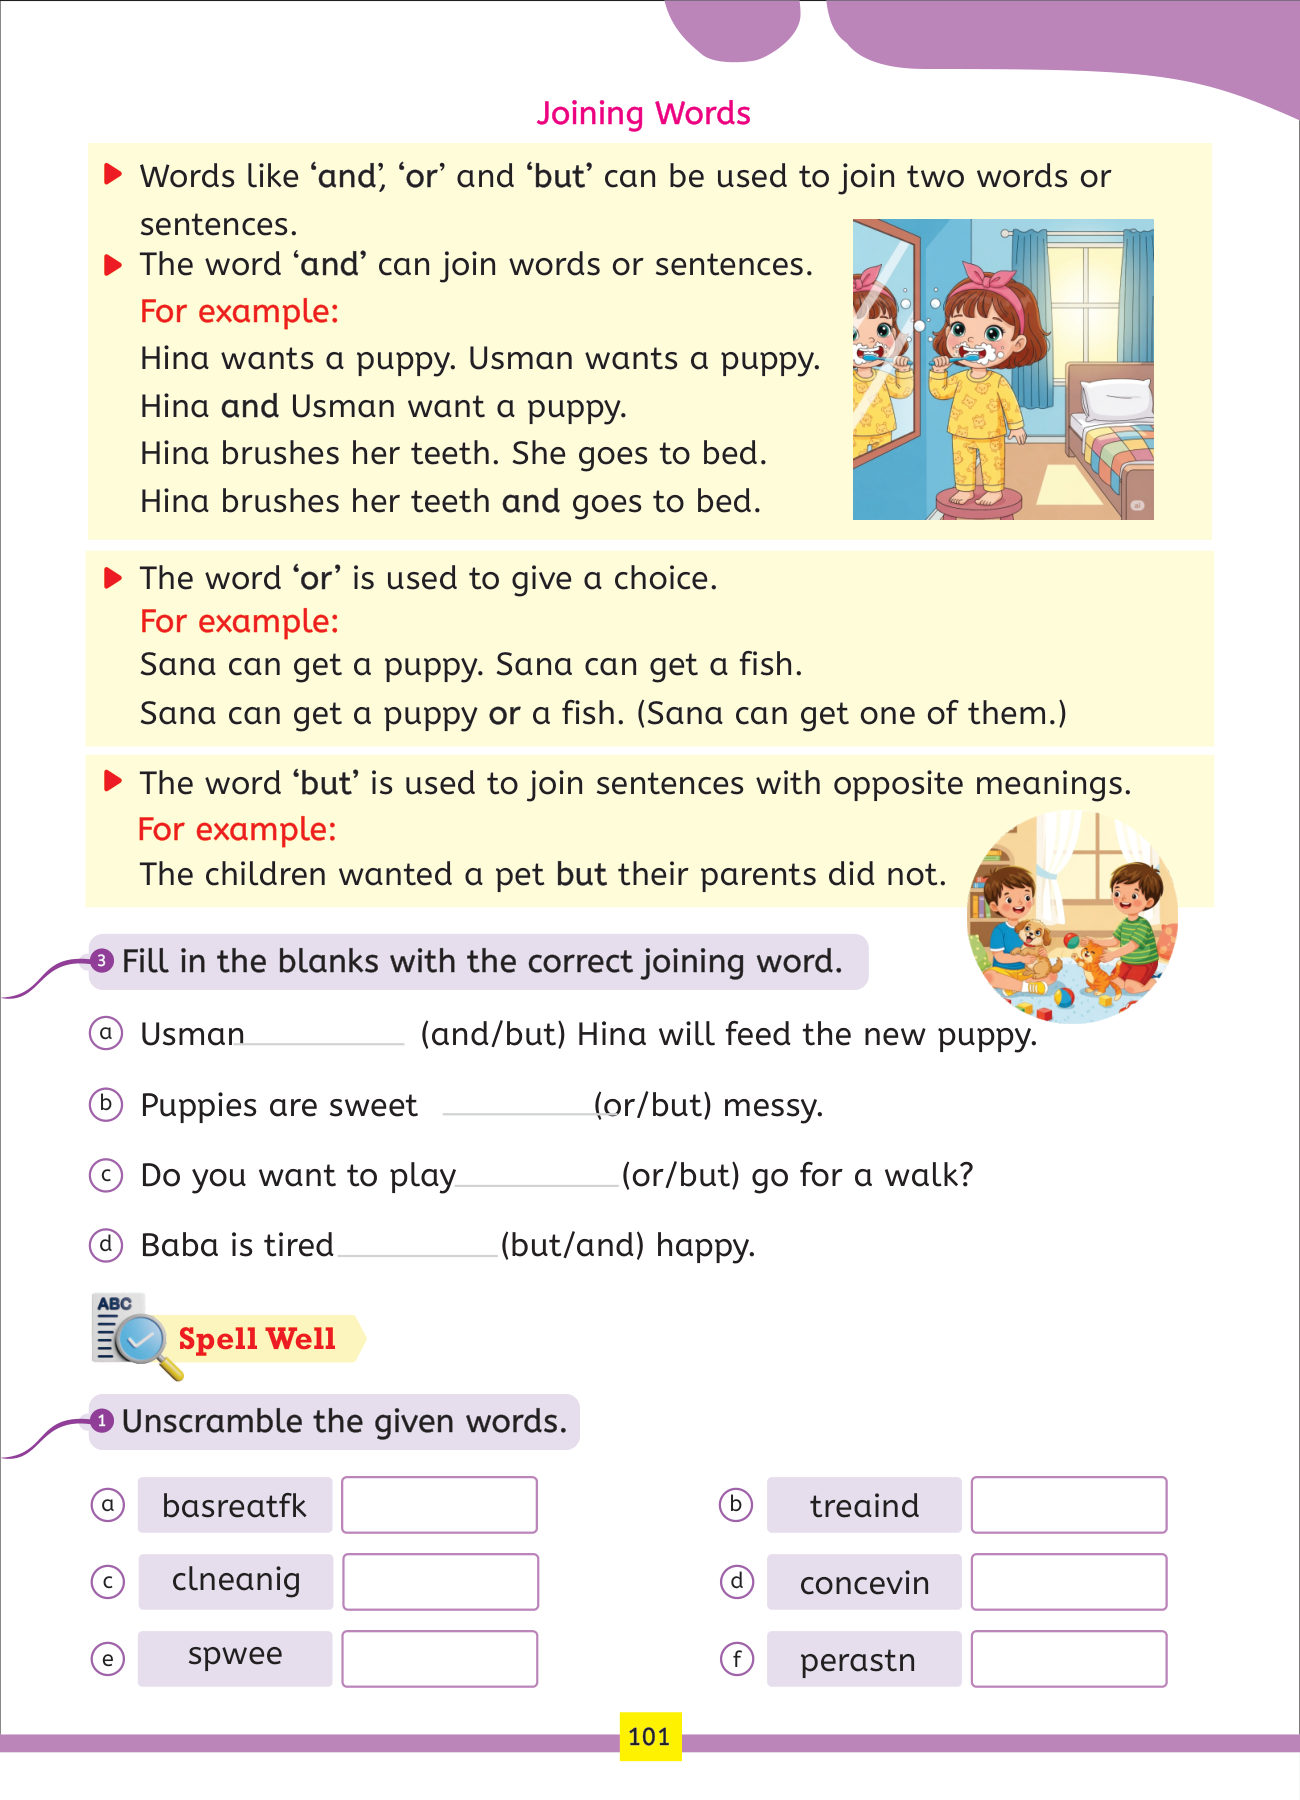 Joining Words
Words like ‘and’, ‘or’ and ‘but’ can be used to join two words or
sentences.
The word ‘and’ can join words or sentences.
For example:
Hina wants a puppy. Usman wants a puppy.
Hina and Usman want a puppy.
Hina brushes her teeth. She goes to bed.
Hina brushes her teeth and goes to bed.
ai
The word ‘or’ is used to give a choice.
For example:
Sana can get a puppy. Sana can get a fish.
Sana can get a puppy or a fish. (Sana can get one of them.)
The word ‘but’ is used to join sentences with opposite meanings.
For example:
The children wanted a pet but their parents did not.
3 Fill in the blanks with the correct joining word.
a Usman__________ (and/but) Hina will feed the new puppy.
b Puppies are sweet __________(or/but) messy.
c Do you want to play__________(or/but) go for a walk?
d Baba is tired__________(but/and) happy.
ABC
Spell Well
1 Unscramble the given words.
a basreatfk
b treaind
c clneanig
d concevin
e spwee
f perastn
101